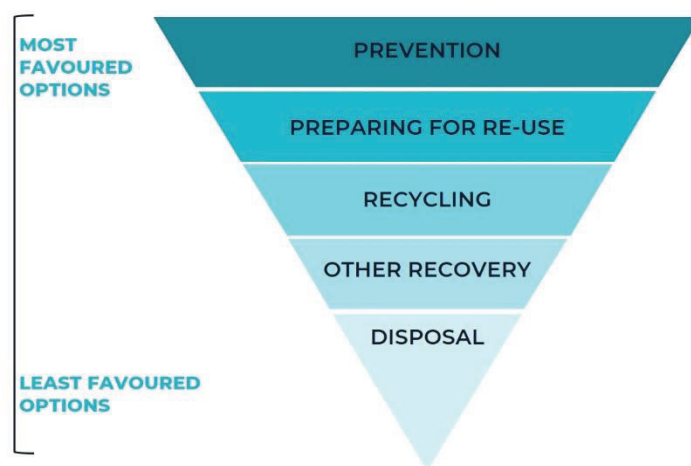 MOST
FAVOURED
OPTIONS
PREVENTION
PREPARING FOR RE-USE
RECYCLING
OTHER RECOVERY
DISPOSAL
LEAST FAVOURED
OPTIONS